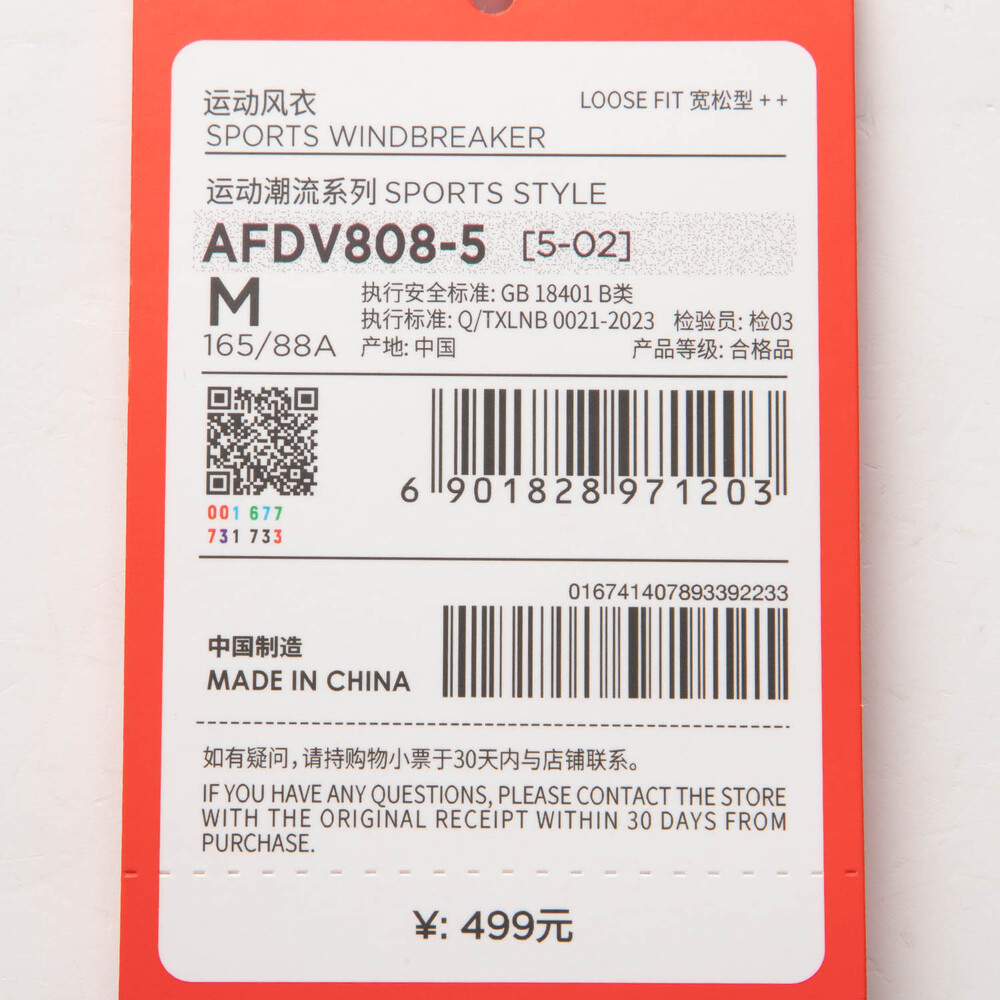 运动风衣
LOOSE FIT 宽松型 + +
SPORTS WINDBREAKER
运动潮流系列 SPORTS STYLE
AFDV808-5 [5-02]
M
165/88A
执行安全标准: GB 18401 B类
执行标准: Q/TXLNB 0021-2023 检验员: 检03
产地: 中国 产品等级: 合格品
001 677
731 733
6 901828 971203
016741407893392233
中国制造
MADE IN CHINA
如有疑问,请持购物小票于30天内与店铺联系。
IF YOU HAVE ANY QUESTIONS, PLEASE CONTACT THE STORE
WITH THE ORIGINAL RECEIPT WITHIN 30 DAYS FROM
PURCHASE.
¥: 499元